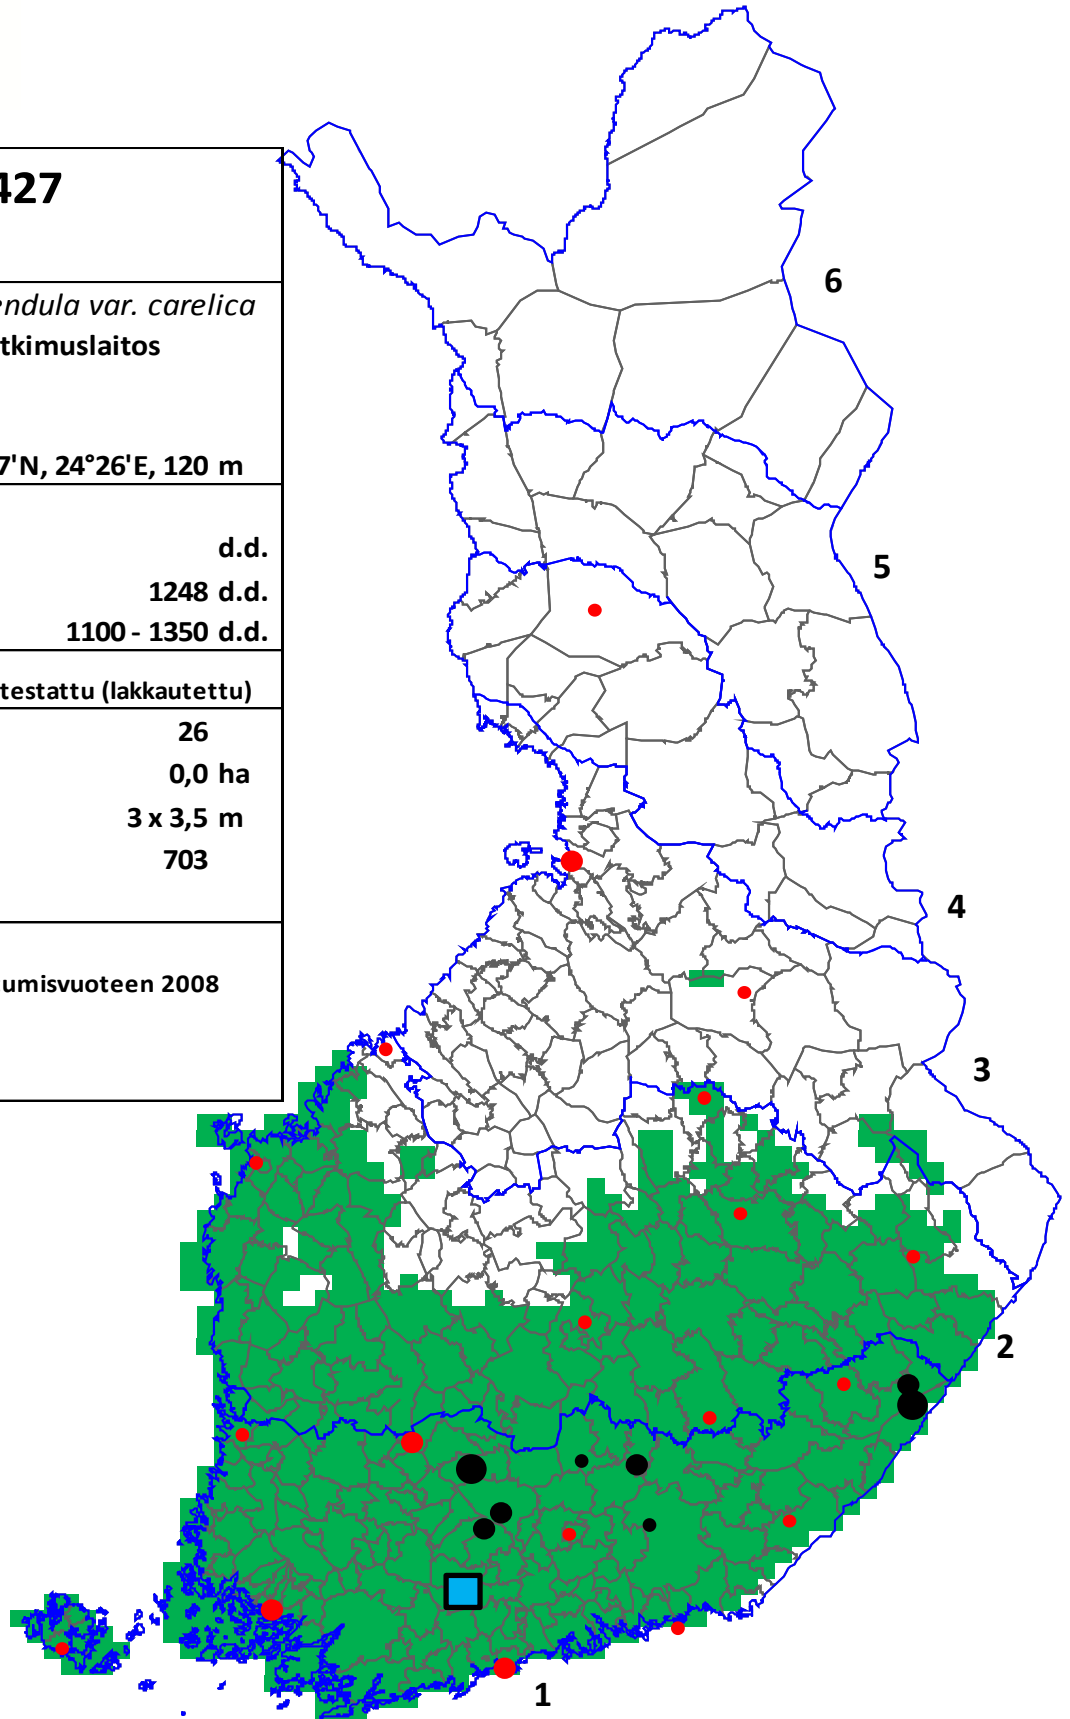 427
endula var. carelica
tkimuslaitos
7'N, 24°26'E, 120 m
d.d.
1248 d.d.
1100 - 1350 d.d.
testattu (lakkautettu)
26
0,0 ha
3 x 3,5 m
703
umisvuoteen 2008
6
5
4
3
2
1